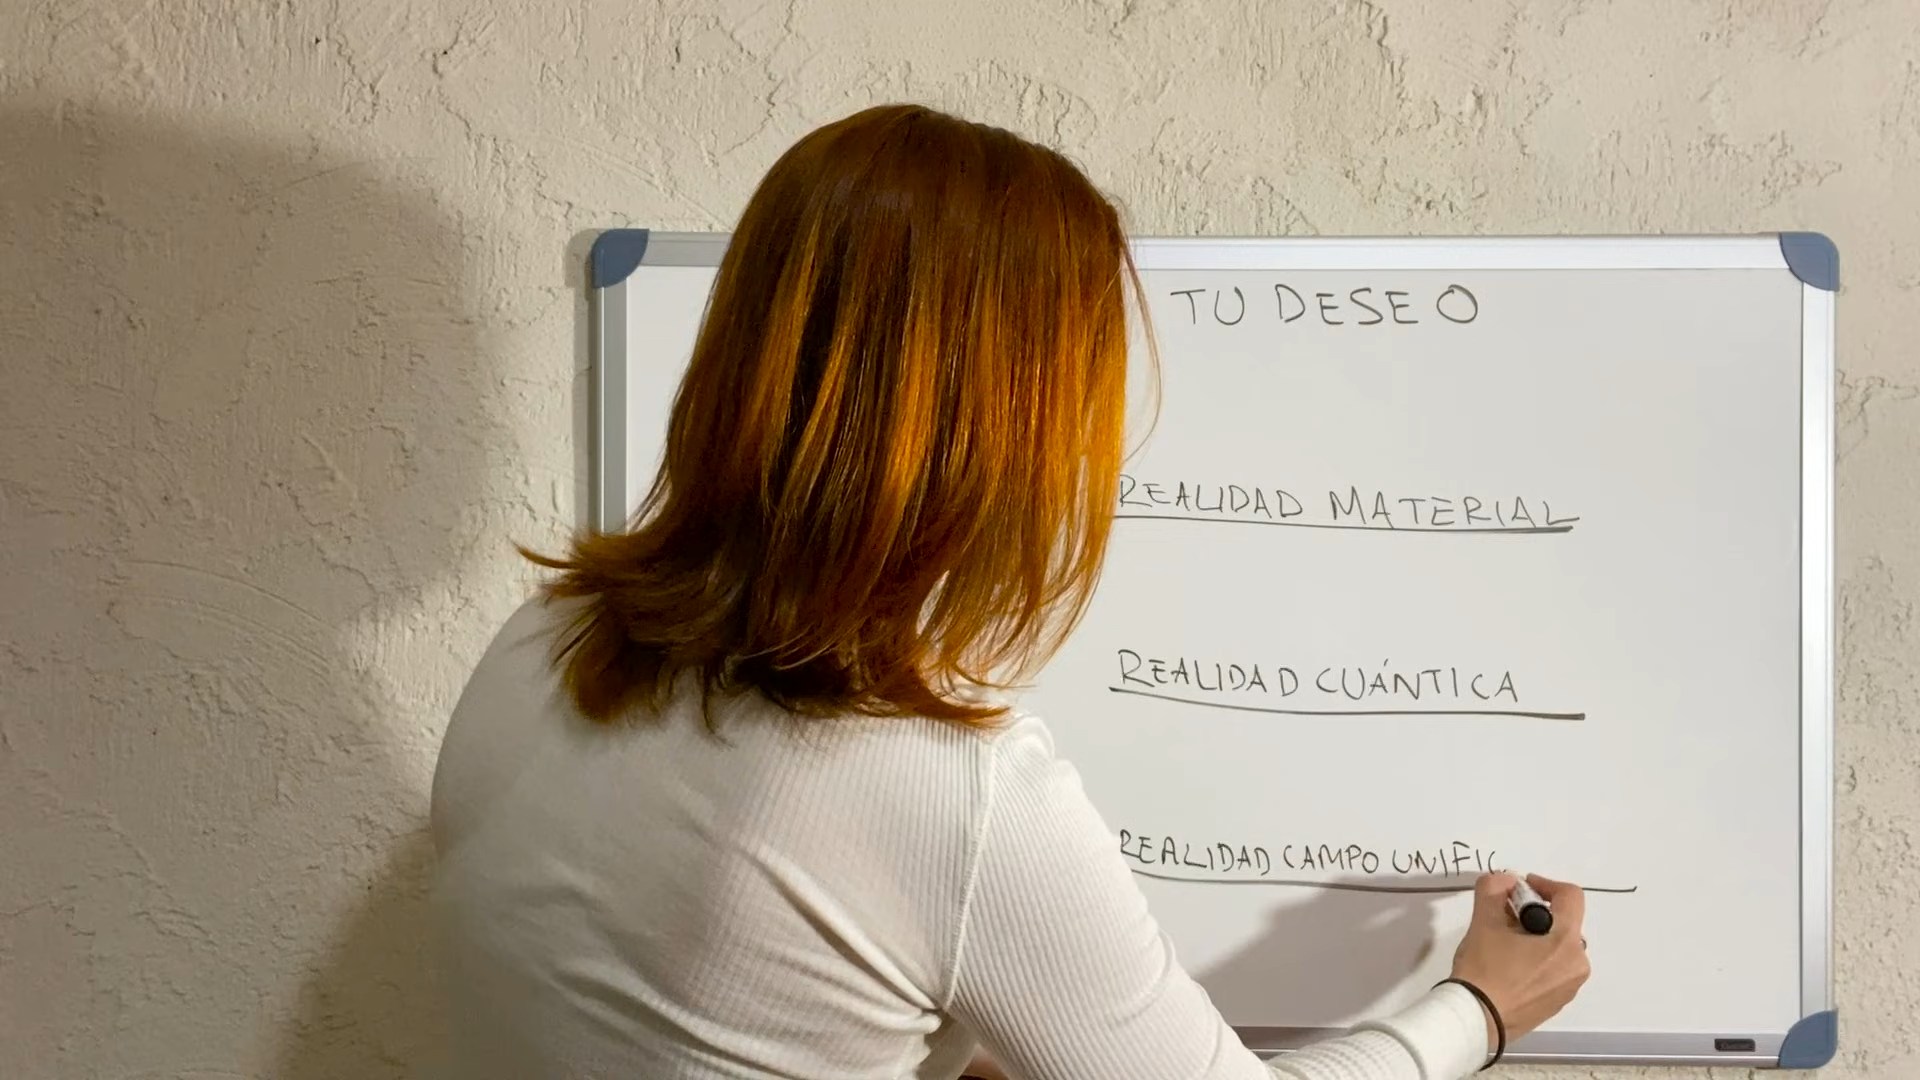 TU DESEO
REALIDAD MATERIAL
REALIDAD CUÁNTICA
REALIDAD CAMPO UNIFIC